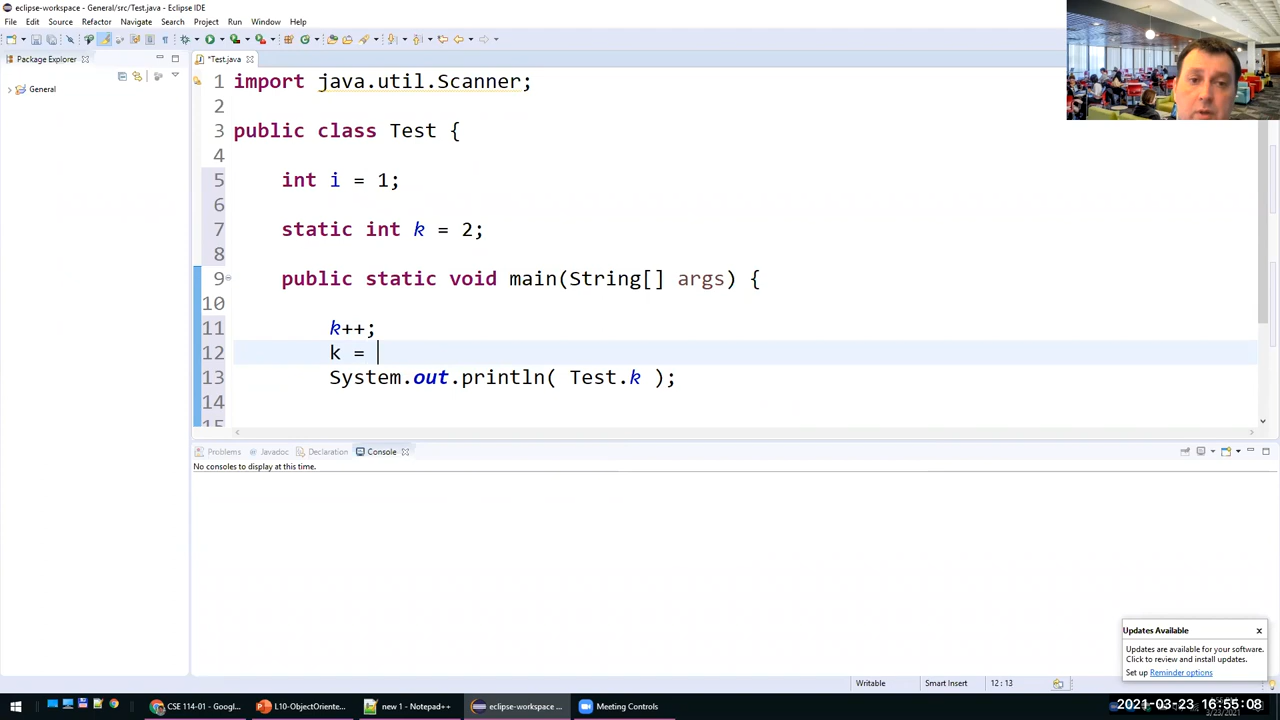 eclipse-workspace - General/src/Test.java - Eclipse IDE
File Edit Source Refactor Navigate Search Project Run Window Help
Package Explorer
*Test.java
General
1 import java.util.Scanner;
2
3 public class Test {
4
5 int i = 1;
6
7 static int k = 2;
8
9 public static void main(String[] args) {
10
11 k++;
12 k =
13 System.out.println( Test.k );
14
15
Problems Javadoc Declaration Console
No consoles to display at this time.
Updates Available
Updates are available for your software.
Click to review and install updates.
Set up Reminder options
Writable Smart Insert 12 : 13
CSE 114-01 - Googl... L10-ObjectOriente... new 1 - Notepad++ eclipse-workspace ... Meeting Controls
2021-03-23 16:55:08